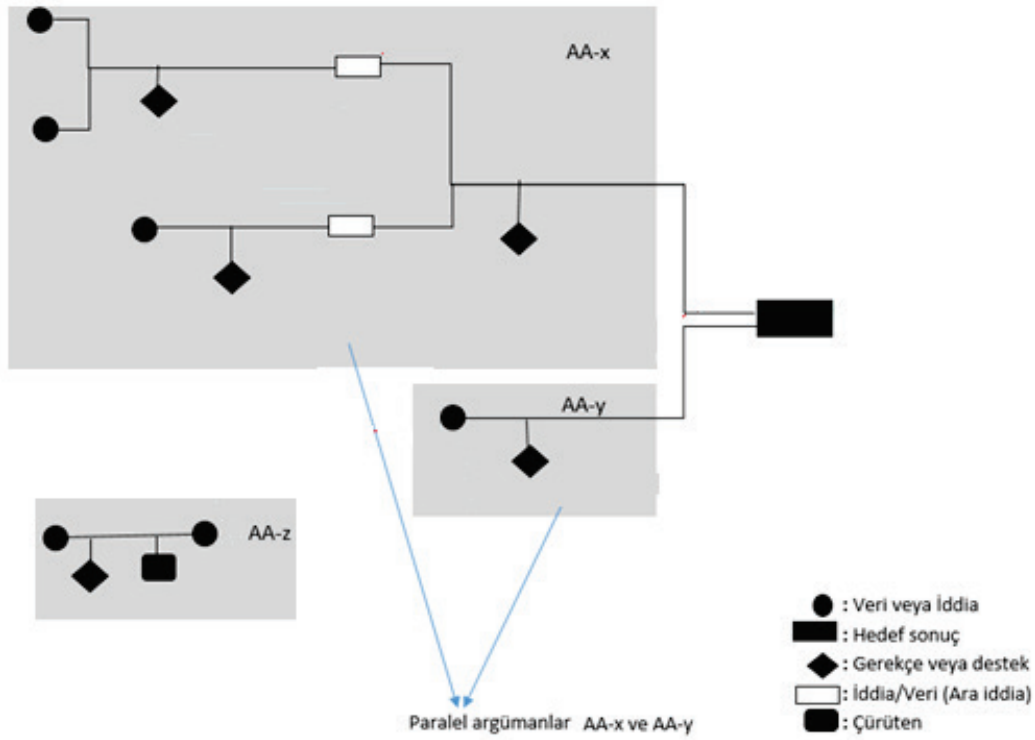 AA-x
AA-y
AA-z
: Veri veya İddia
: Hedef sonuç
: Gerekçe veya destek
: İddia/Veri (Ara iddia)
: Çürüten
Paralel argümanlar AA-x ve AA-y